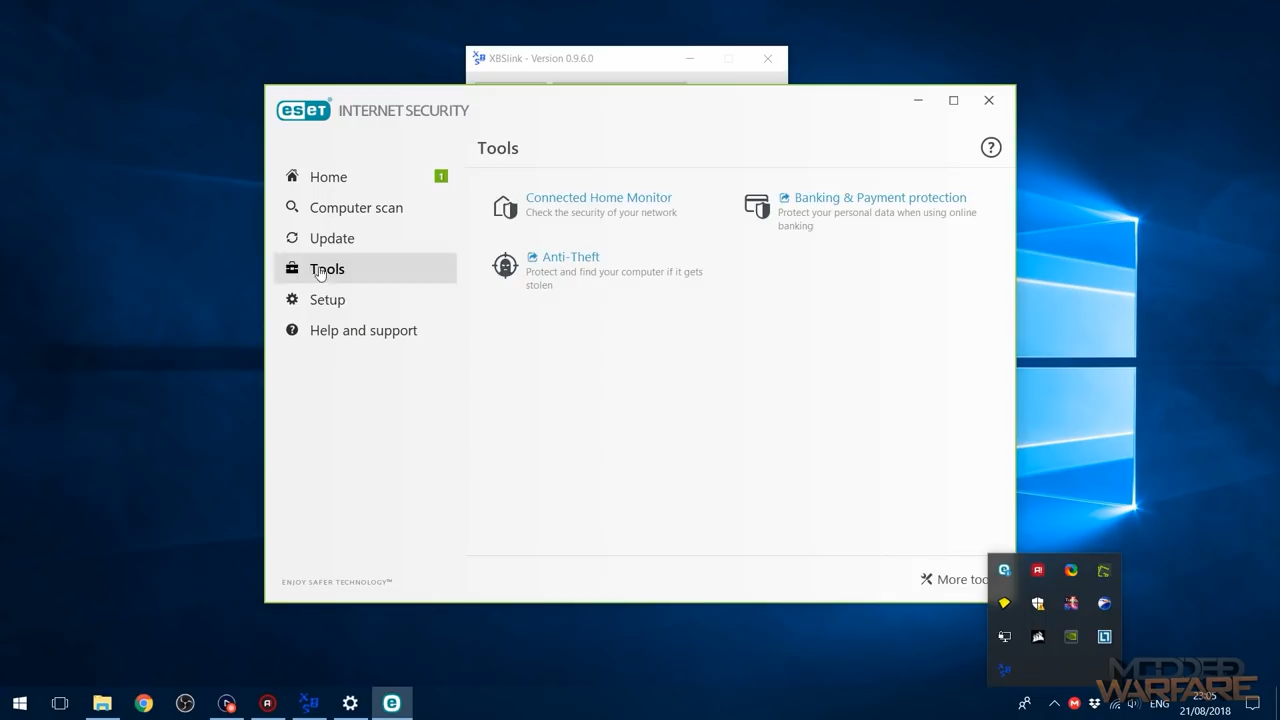 XBSlink - Version 0.9.6.0
eset INTERNET SECURITY
Tools
?
Home
1
Computer scan
Update
Tools
Setup
Help and support
Connected Home Monitor
Check the security of your network
Banking & Payment protection
Protect your personal data when using online
banking
Anti-Theft
Protect and find your computer if it gets
stolen
ENJOY SAFER TECHNOLOGY™
More too
MODDED
WARFARE
ENG
23:05
21/08/2018